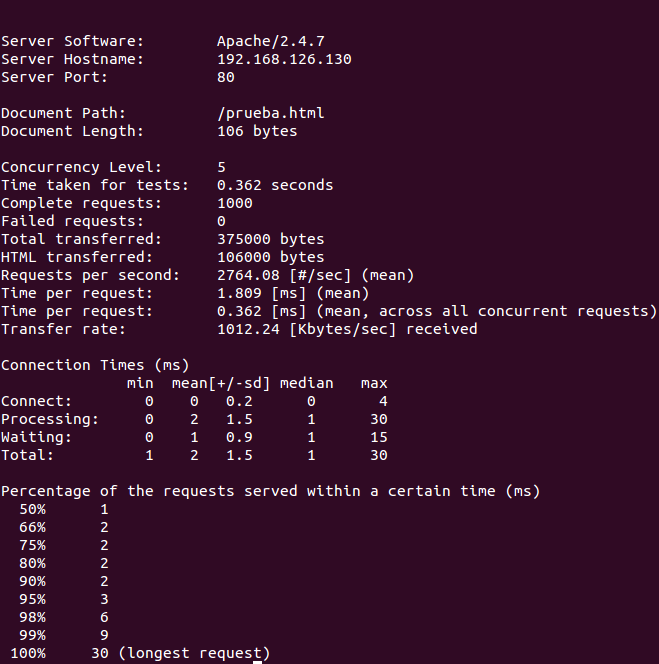 Server Software:        Apache/2.4.7
Server Hostname:        192.168.126.130
Server Port:            80

Document Path:          /prueba.html
Document Length:        106 bytes

Concurrency Level:      5
Time taken for tests:   0.362 seconds
Complete requests:      1000
Failed requests:        0
Total transferred:      375000 bytes
HTML transferred:       106000 bytes
Requests per second:    2764.08 [#/sec] (mean)
Time per request:       1.809 [ms] (mean)
Time per request:       0.362 [ms] (mean, across all concurrent requests)
Transfer rate:          1012.24 [Kbytes/sec] received

Connection Times (ms)
              min  mean[+/-sd] median   max
Connect:        0    0   0.2      0       4
Processing:     0    2   1.5      1      30
Waiting:        0    1   0.9      1      15
Total:          1    2   1.5      1      30

Percentage of the requests served within a certain time (ms)
  50%      1
  66%      2
  75%      2
  80%      2
  90%      2
  95%      3
  98%      6
  99%      9
 100%     30 (longest request)